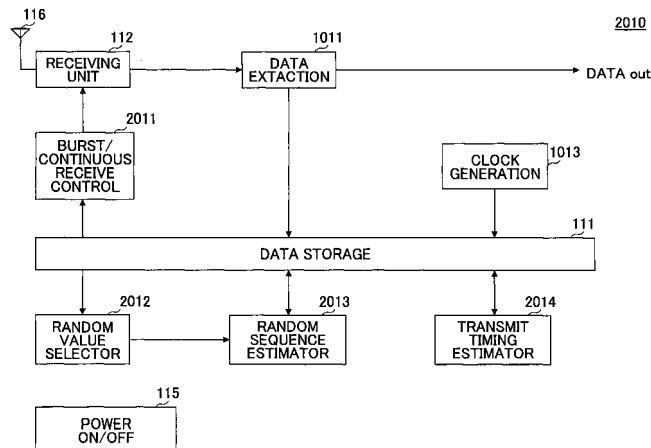 116
2010
112
1011
RECEIVING
UNIT
DATA
EXTACTION
DATA out
2011
BURST/
CONTINUOUS
RECEIVE
CONTROL
CLOCK
GENERATION
1013
111
DATA STORAGE
2012
2013
2014
RANDOM
VALUE
SELECTOR
RANDOM
SEQUENCE
ESTIMATOR
TRANSMIT
TIMING
ESTIMATOR
115
POWER
ON/OFF